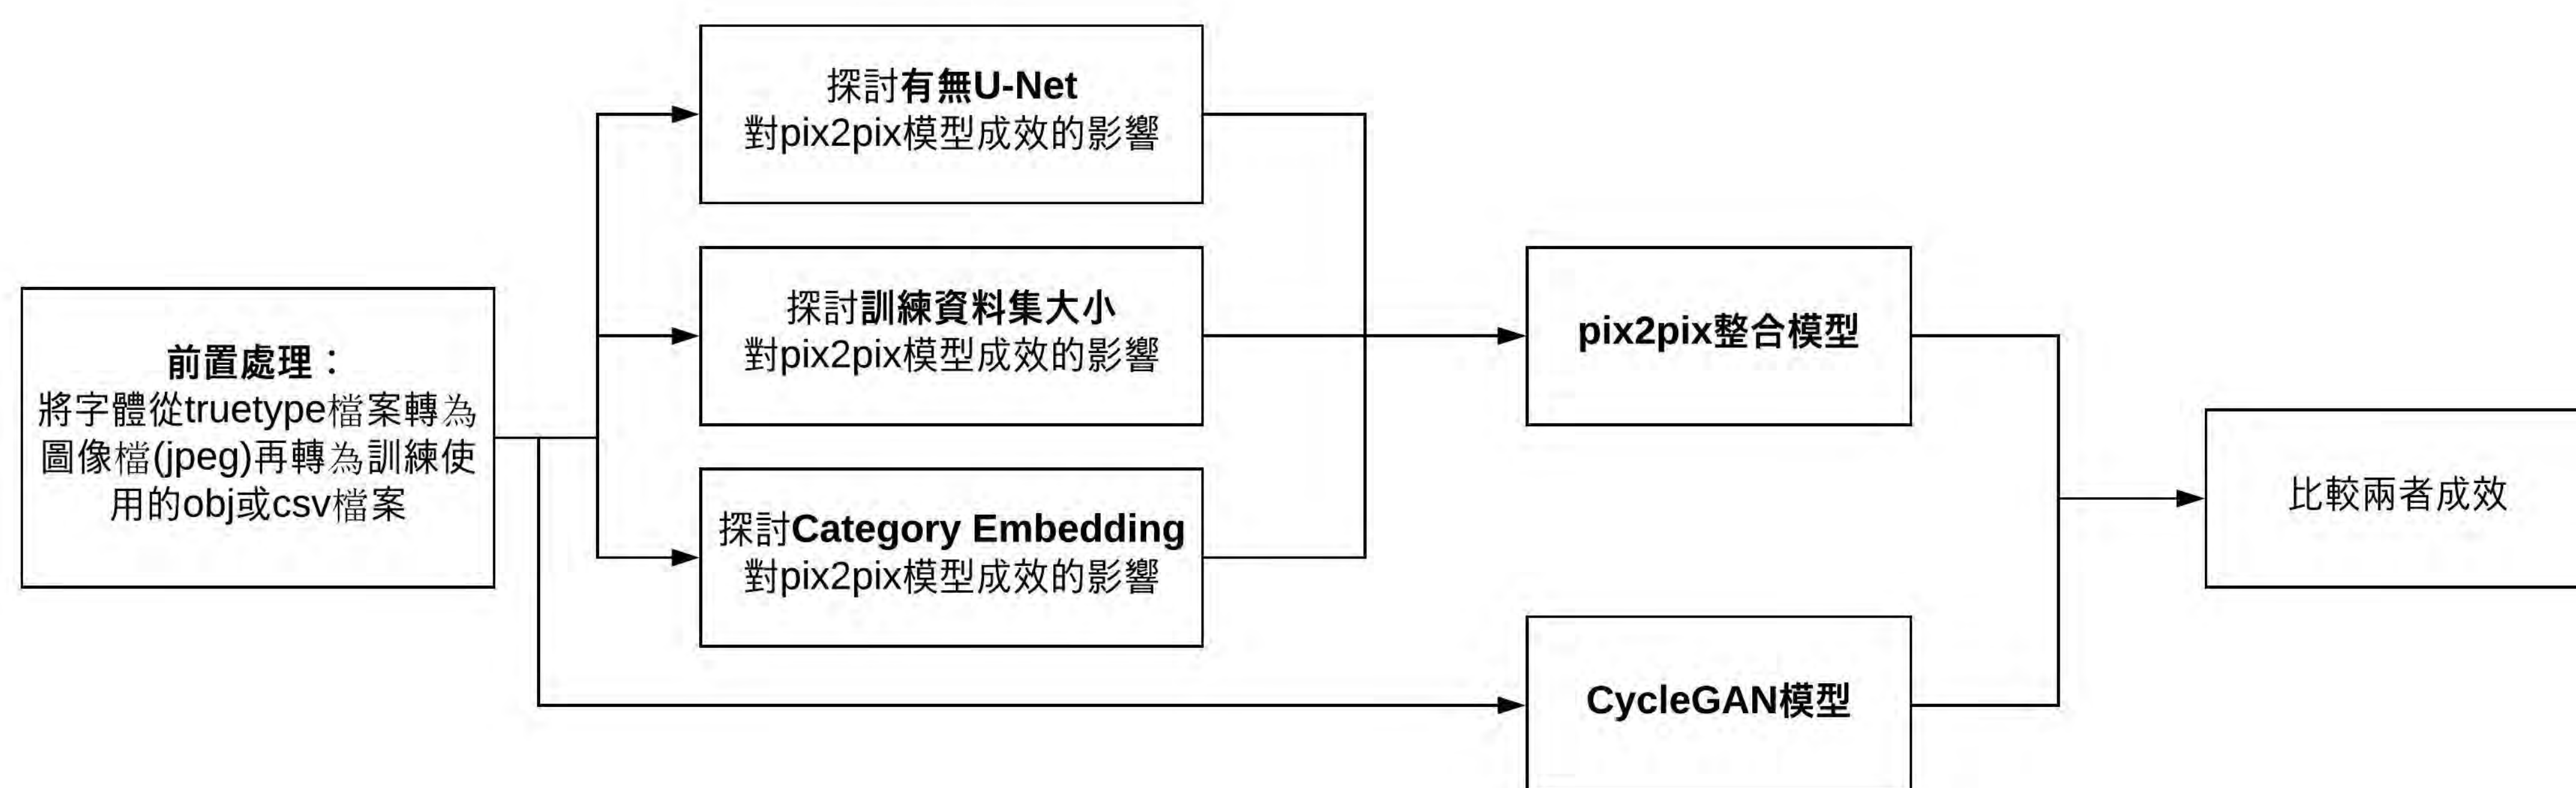 前置處理：
將字體從truetype檔案轉為
圖像檔(jpeg)再轉為訓練使
用的obj或csv檔案
探討有無U-Net
對pix2pix模型成效的影響
探討訓練資料集大小
對pix2pix模型成效的影響
探討Category Embedding
對pix2pix模型成效的影響
pix2pix整合模型
CycleGAN模型
比較兩者成效